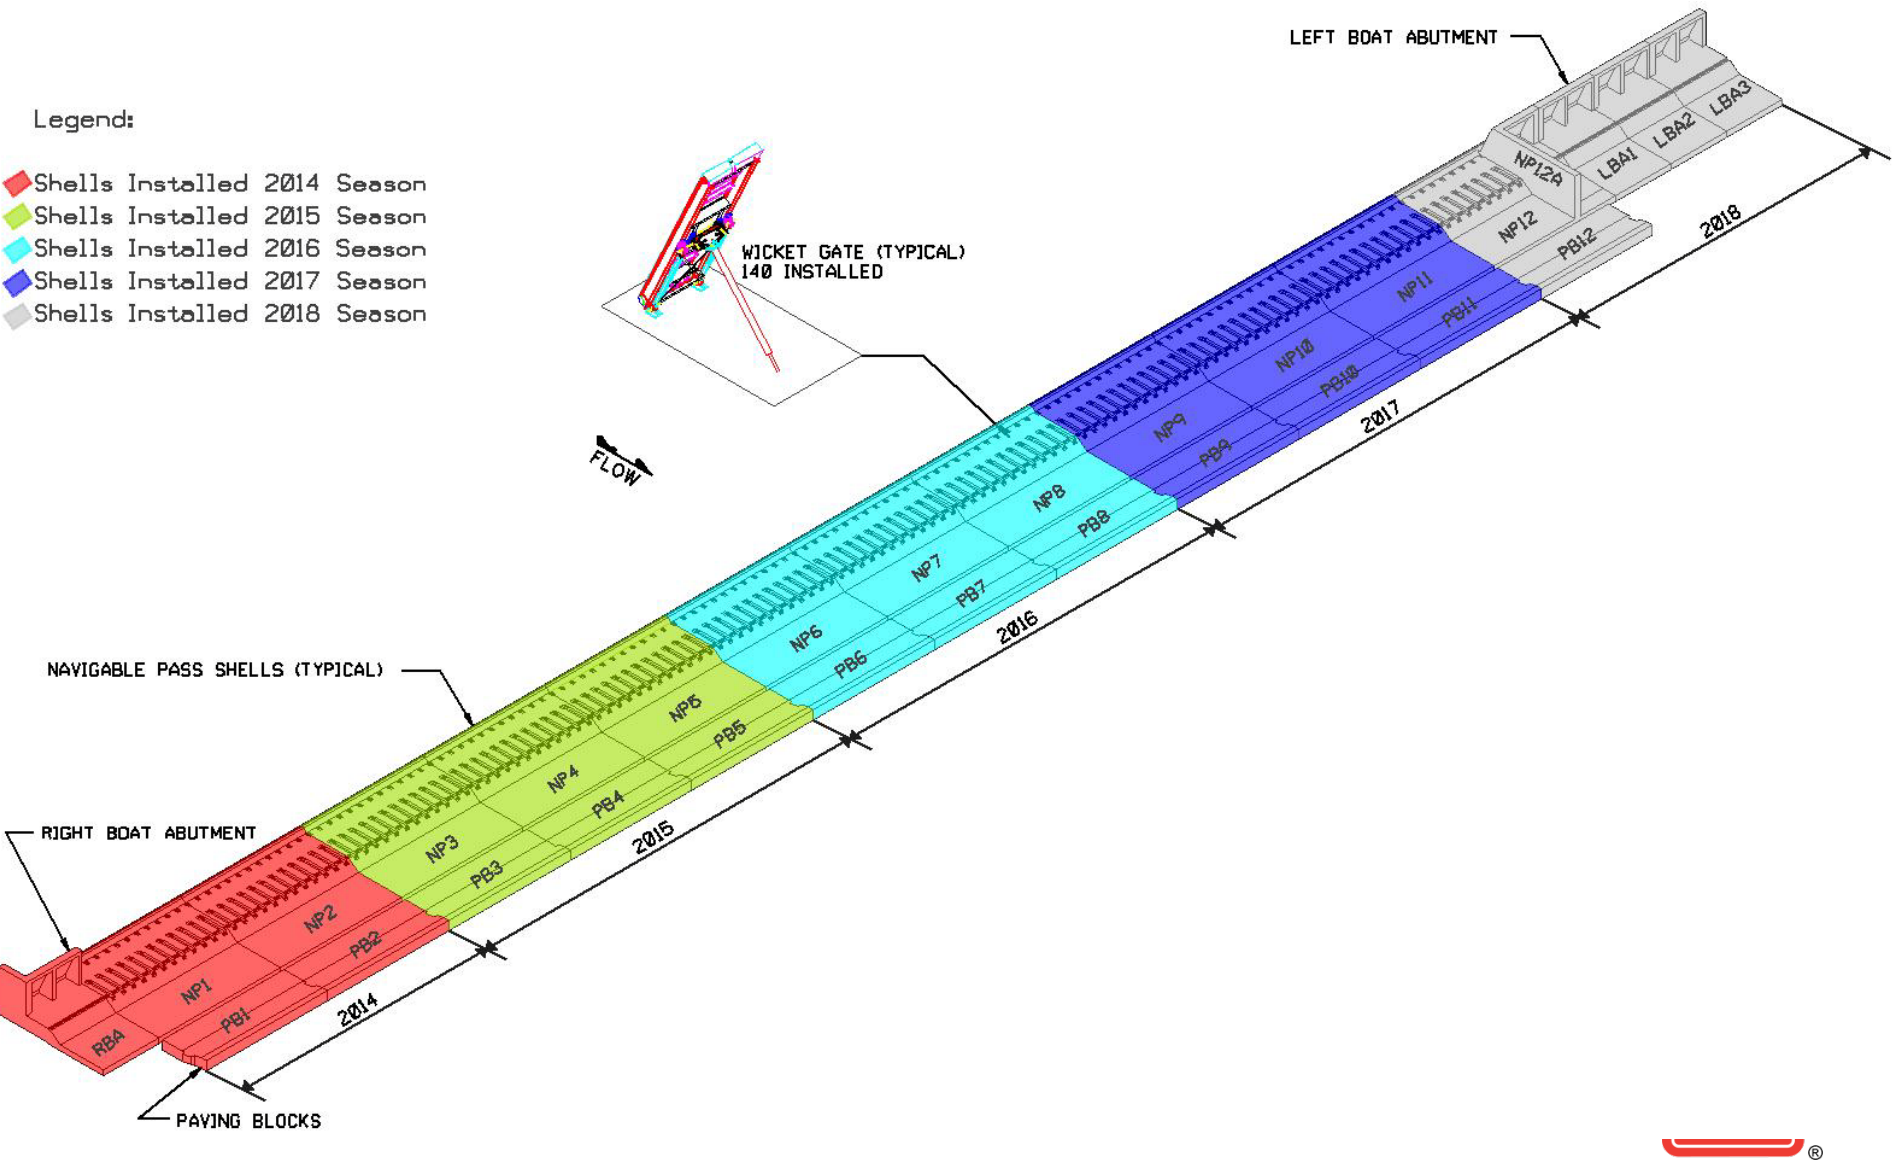 LEFT BOAT ABUTMENT
Legend:
Shells Installed 2014 Season
Shells Installed 2015 Season
Shells Installed 2016 Season
Shells Installed 2017 Season
Shells Installed 2018 Season
WICKET GATE (TYPICAL)
140 INSTALLED
FLOW
NAVIGABLE PASS SHELLS (TYPICAL)
RIGHT BOAT ABUTMENT
PAVING BLOCKS
RBA
NP1
NP2
NP3
NP4
NP5
NP6
NP7
NP8
NP9
NP10
NP11
NP12
NP12A
LBA1
LBA2
LBA3
PB1
PB2
PB3
PB4
PB5
PB6
PB7
PB8
PB9
PB10
PB11
PB12
2014
2015
2016
2017
2018
®